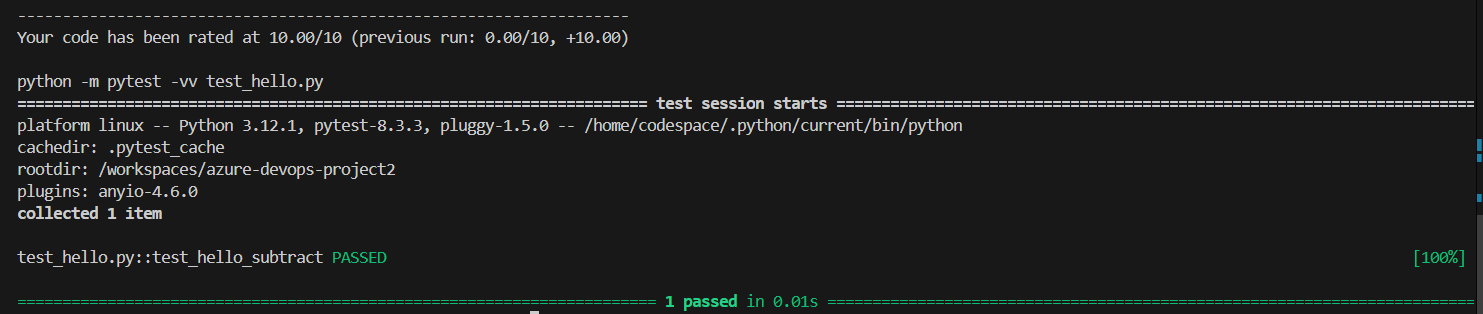 --------------------------------------------------------------------
Your code has been rated at 10.00/10 (previous run: 0.00/10, +10.00)
python -m pytest -vv test_hello.py
====================================================================== test session starts =======================================================================
platform linux -- Python 3.12.1, pytest-8.3.3, pluggy-1.5.0 -- /home/codespace/.python/current/bin/python
cachedir: .pytest_cache
rootdir: /workspaces/azure-devops-project2
plugins: anyio-4.6.0
collected 1 item
test_hello.py::test_hello_subtract PASSED [100%]
======================================================================= 1 passed in 0.01s ========================================================================